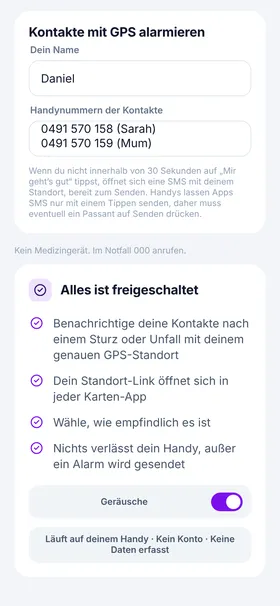 Kontakte mit GPS alarmieren
Dein Name
Daniel
Handynummern der Kontakte
0491 570 158 (Sarah)
0491 570 159 (Mum)
Wenn du nicht innerhalb von 30 Sekunden auf „Mir
geht's gut“ tippst, öffnet sich eine SMS mit deinem
Standort, bereit zum Senden. Handys lassen Apps
SMS nur mit einem Tippen senden, daher muss
eventuell ein Passant auf Senden drücken.
Kein Medizingerät. Im Notfall 000 anrufen.
Alles ist freigeschaltet
Benachrichtige deine Kontakte nach
einem Sturz oder Unfall mit deinem
genauen GPS-Standort
Dein Standort-Link öffnet sich in
jeder Karten-App
Wähle, wie empfindlich es ist
Nichts verlässt dein Handy, außer
ein Alarm wird gesendet
Geräusche
Läuft auf deinem Handy · Kein Konto · Keine
Daten erfasst